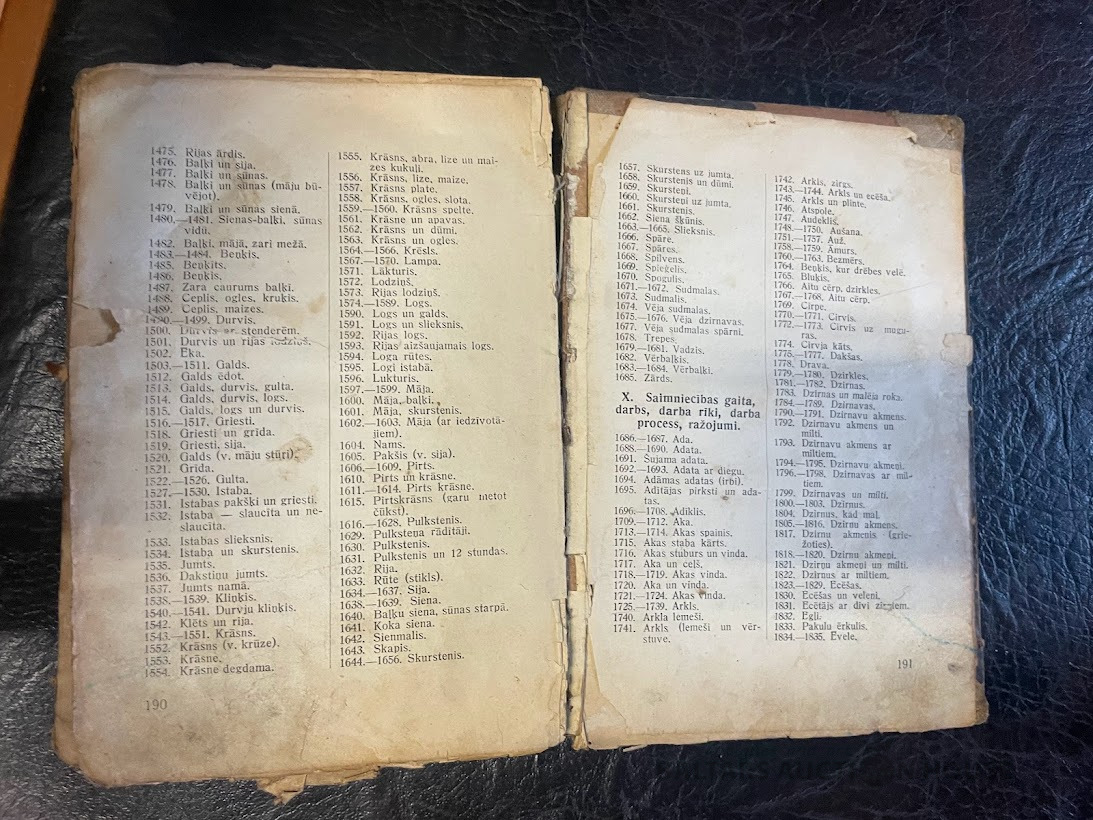 1475. Rijas ārdis.
1476. Baļķi un sija.
1477. Baļķi un sūnas.
1478. Baļķi un sūnas (māju bū-
vējot).
1479. Baļķi un sūnas sienā.
1480.—1481. Sienas-baļķi, sūnas
vidū.
1482. Baļķi, mājā, zari mežā.
1483.—1484. Beņķis.
1485. Beņķits.
1486. Beņķis.
1487. Zara caurums baļķi.
1488. Ceplis, ogles, kruķis.
1489. Ceplis, maizes.
1490.—1499. Durvis.
1500. Durvis ar stenderēm.
1501. Durvis un rijas lodziņš.
1502. Ēka.
1503.—1511. Galds.
1512. Galds ēdot.
1513. Galds, durvis, gulta.
1514. Galds, durvis, logs.
1515. Galds, logs un durvis.
1516.—1517. Griesti.
1518. Griesti un grīda.
1519. Griesti, sija.
1520. Galds (v. māju stūri).
1521. Grīda.
1522.—1526. Gulta.
1527.—1530. Istaba.
1531. Istabas pakšķi un griesti.
1532. Istaba — slaucīta un ne-
slaucīta.
1533. Istabas slieksnis.
1534. Istaba un skurstenis.
1535. Jumts.
1536. Dakstiņu jumts.
1537. Jumts namā.
1538.—1539. Kliņķis.
1540.—1541. Durvju kliņķis.
1542. Klēts un rija.
1543.—1551. Krāsns.
1552. Krāsns (v. krūze).
1553. Krāsne.
1554. Krāsne degdama.
190
1555. Krāsns, abra, lize un mai-
zes kukuļi.
1556. Krāsns, lize, maize.
1557. Krāsns plate.
1558. Krāsns, ogles, slota.
1559.—1560. Krāsns spelte.
1561. Krāsne un apavas.
1562. Krāsns un dūmi.
1563. Krāsns un ogles.
1564.—1566. Krēsls.
1567.—1570. Lampa.
1571. Lākturis.
1572. Lodziņš.
1573. Rijas lodziņš.
1574.—1589. Logs.
1590. Logs un galds.
1591. Logs un slieksnis.
1592. Rijas logs.
1593. Rijas aizšaujamais logs.
1594. Loga rūtes.
1595. Logi istabā.
1596. Lukturis.
1597.—1599. Māja.
1600. Māja, baļķi.
1601. Māja, skurstenis.
1602.—1603. Māja (ar iedzīvotā-
jiem).
1604. Nams.
1605. Pakšis (v. sija).
1606.—1609. Pirts.
1610. Pirts un krāsne.
1611.—1614. Pirts krāsne.
1615. Pirtskrāsns (garu metot
čūkst).
1616.—1628. Pulkstenis.
1629. Pulksteņa rādītāji.
1630. Pulkstenis.
1631. Pulkstenis un 12 stundas.
1632. Rija.
1633. Rūte (stikls).
1634.—1637. Sija.
1638.—1639. Siena.
1640. Baļķu siena, sūnas starpā.
1641. Koka siena.
1642. Sienmalis.
1643. Skapis.
1644.—1656. Skurstenis.
1657. Skurstens uz jumta.
1658. Skurstenis un dūmi.
1659. Skursteņi.
1660. Skursteņi uz jumta.
1661. Skurstenis.
1662. Siena šķūnis.
1663.—1665. Slieksnis.
1666. Spāre.
1667. Spāres.
1668. Spilvens.
1669. Spieģelis.
1670. Spogulis.
1671.—1672. Sudmalas.
1673. Sudmalis.
1674. Vēja sudmalas.
1675.—1676. Vēja dzirnavas.
1677. Vēja sudmalas spārni.
1678. Trepes.
1679.—1681. Vadzis.
1682. Vērbaļķis.
1683.—1684. Vērbaļķi.
1685. Zārds.
X. Saimniecības gaita,
darbs, darba rīki, darba
process, ražojumi.
1686.—1687. Ada.
1688.—1690. Adata.
1691. Šujama adata.
1692.—1693. Adata ar diegu.
1694. Adāmas adatas (irbi).
1695. Adītājas pirksti un ada-
tas.
1696.—1708. Adīklis.
1709.—1712. Aka.
1713.—1714. Akas spainis.
1715. Akas staba kārts.
1716. Akas stuburs un vinda.
1717. Aka un ceļš.
1718.—1719. Akas vinda.
1720. Aka un vinda.
1721.—1724. Akas vinda.
1725.—1739. Arkls.
1740. Arkla lemeši.
1741. Arkls (lemeši un vēr-
stuve.
1742. Arkls, zirgs.
1743.—1744. Arkls un ecēša.
1745. Arkls un plinte.
1746. Atspole.
1747. Audeklis.
1748.—1750. Aušana.
1751.—1757. Auž.
1758.—1759. Āmurs.
1760.—1763. Bezmērs.
1764. Beņķis, kur drēbes velē.
1765. Bluķis.
1766. Aitu cērp, dzirkles.
1767.—1768. Aitu cērp.
1769. Cirpe.
1770.—1771. Cirvis.
1772.—1773. Cirvis uz mugu-
ras.
1774. Cirvja kāts.
1775.—1777. Dakšas.
1778. Drava.
1779.—1780. Dzirkles.
1781.—1782. Dzirnas.
1783. Dzirnas un malēja roka.
1784.—1789. Dzirnavas.
1790.—1791. Dzirnavu akmens.
1792. Dzirnavu akmens un
milti.
1793. Dzirnavu akmens ar
miltiem.
1794.—1795. Dzirnavu akmeņi.
1796.—1798. Dzirnavas ar mil-
tiem.
1799. Dzirnavas un milti.
1800.—1803. Dzirnus.
1804. Dzirnus, kad maļ.
1805.—1816. Dzirnu akmens.
1817. Dzirnu akmenis (grie-
žoties).
1818.—1820. Dzirnu akmeņi.
1821. Dzirnu akmeņi un milti.
1822. Dzirnus ar miltiem.
1823.—1829. Ecēšas.
1830. Ecēšas un veleni.
1831. Ecētājs ar divi zirgiem.
1832. Egļi.
1833. Pakulu ērkulis.
1834.—1835. Ēvele.
191